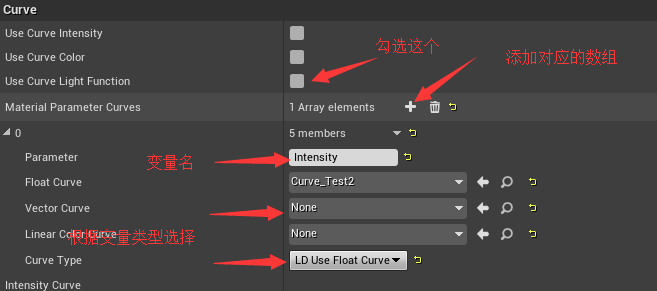 Curve
Use Curve Intensity
Use Curve Color
勾选这个
Use Curve Light Function
添加对应的数组
Material Parameter Curves 1 Array elements
0 5 members
Parameter 变量名 Intensity
Float Curve Curve_Test2
Vector Curve None
Linear Color Curve None
根据变量类型选择
Curve Type LD Use Float Curve
Intensity Curve